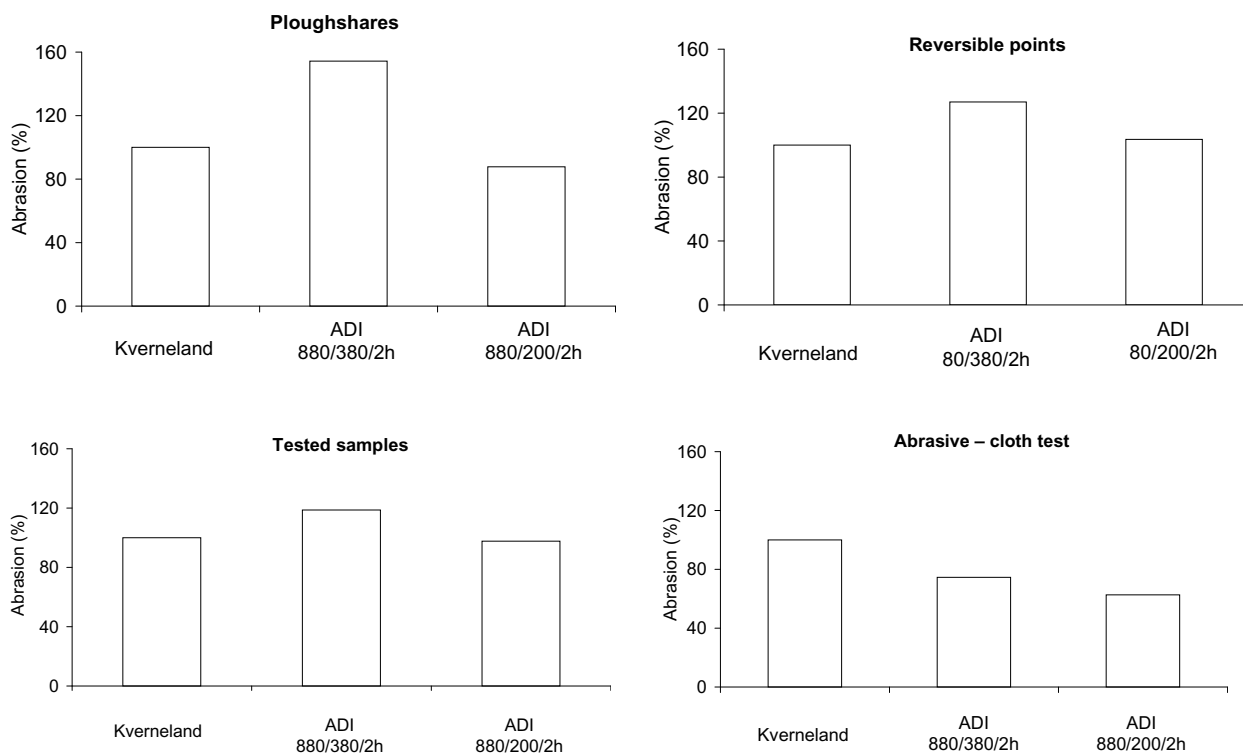 Ploughshares
160
120
80
40
0
Abrasion (%)
Kverneland
ADI
880/380/2h
ADI
880/200/2h
Reversible points
160
120
80
40
0
Abrasion (%)
Kverneland
ADI
80/380/2h
ADI
80/200/2h
Tested samples
160
120
80
40
0
Abrasion (%)
Kverneland
ADI
880/380/2h
ADI
880/200/2h
Abrasive – cloth test
160
120
80
40
0
Abrasion (%)
Kverneland
ADI
880/380/2h
ADI
880/200/2h